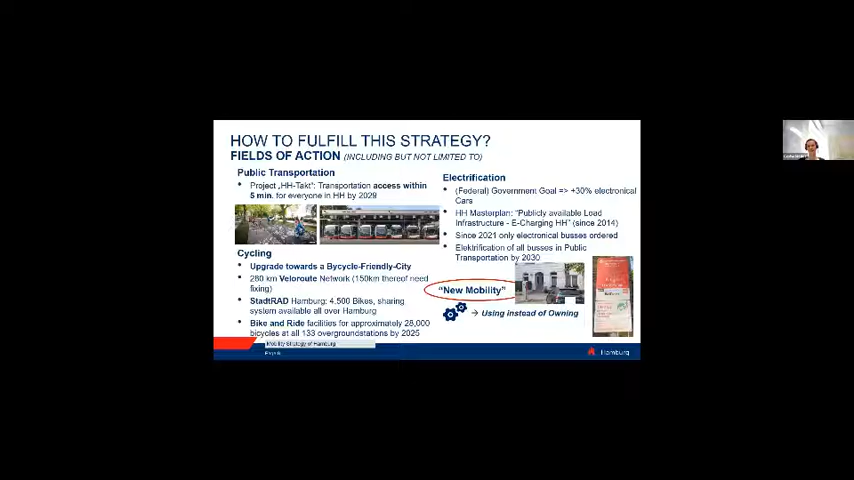 HOW TO FULFILL THIS STRATEGY?
FIELDS OF ACTION (INCLUDING BUT NOT LIMITED TO)
Public Transportation
• Project „HH-Takt": Transportation access within
5 min. for everyone in HH by 2029
Cycling
• Upgrade towards a Bycycle-Friendly-City
• 280 km Veloroute Network (150km thereof need
fixing)
• StadtRAD Hamburg: 4,500 Bikes, sharing
system available all over Hamburg
• Bike and Ride facilities for approximately 28,000
bicycles at all 133 overgroundstations by 2025
Electrification
• (Federal) Government Goal => +30% electronical
Cars
• HH Masterplan: "Publicly available Load
Infrastructure - E-Charging HH" (since 2014)
• Since 2021 only electronical busses ordered
• Elektrification of all busses in Public
Transportation by 2030
"New Mobility"
→ Using instead of Owning
Mobility Strategy of Hamburg
Hamburg